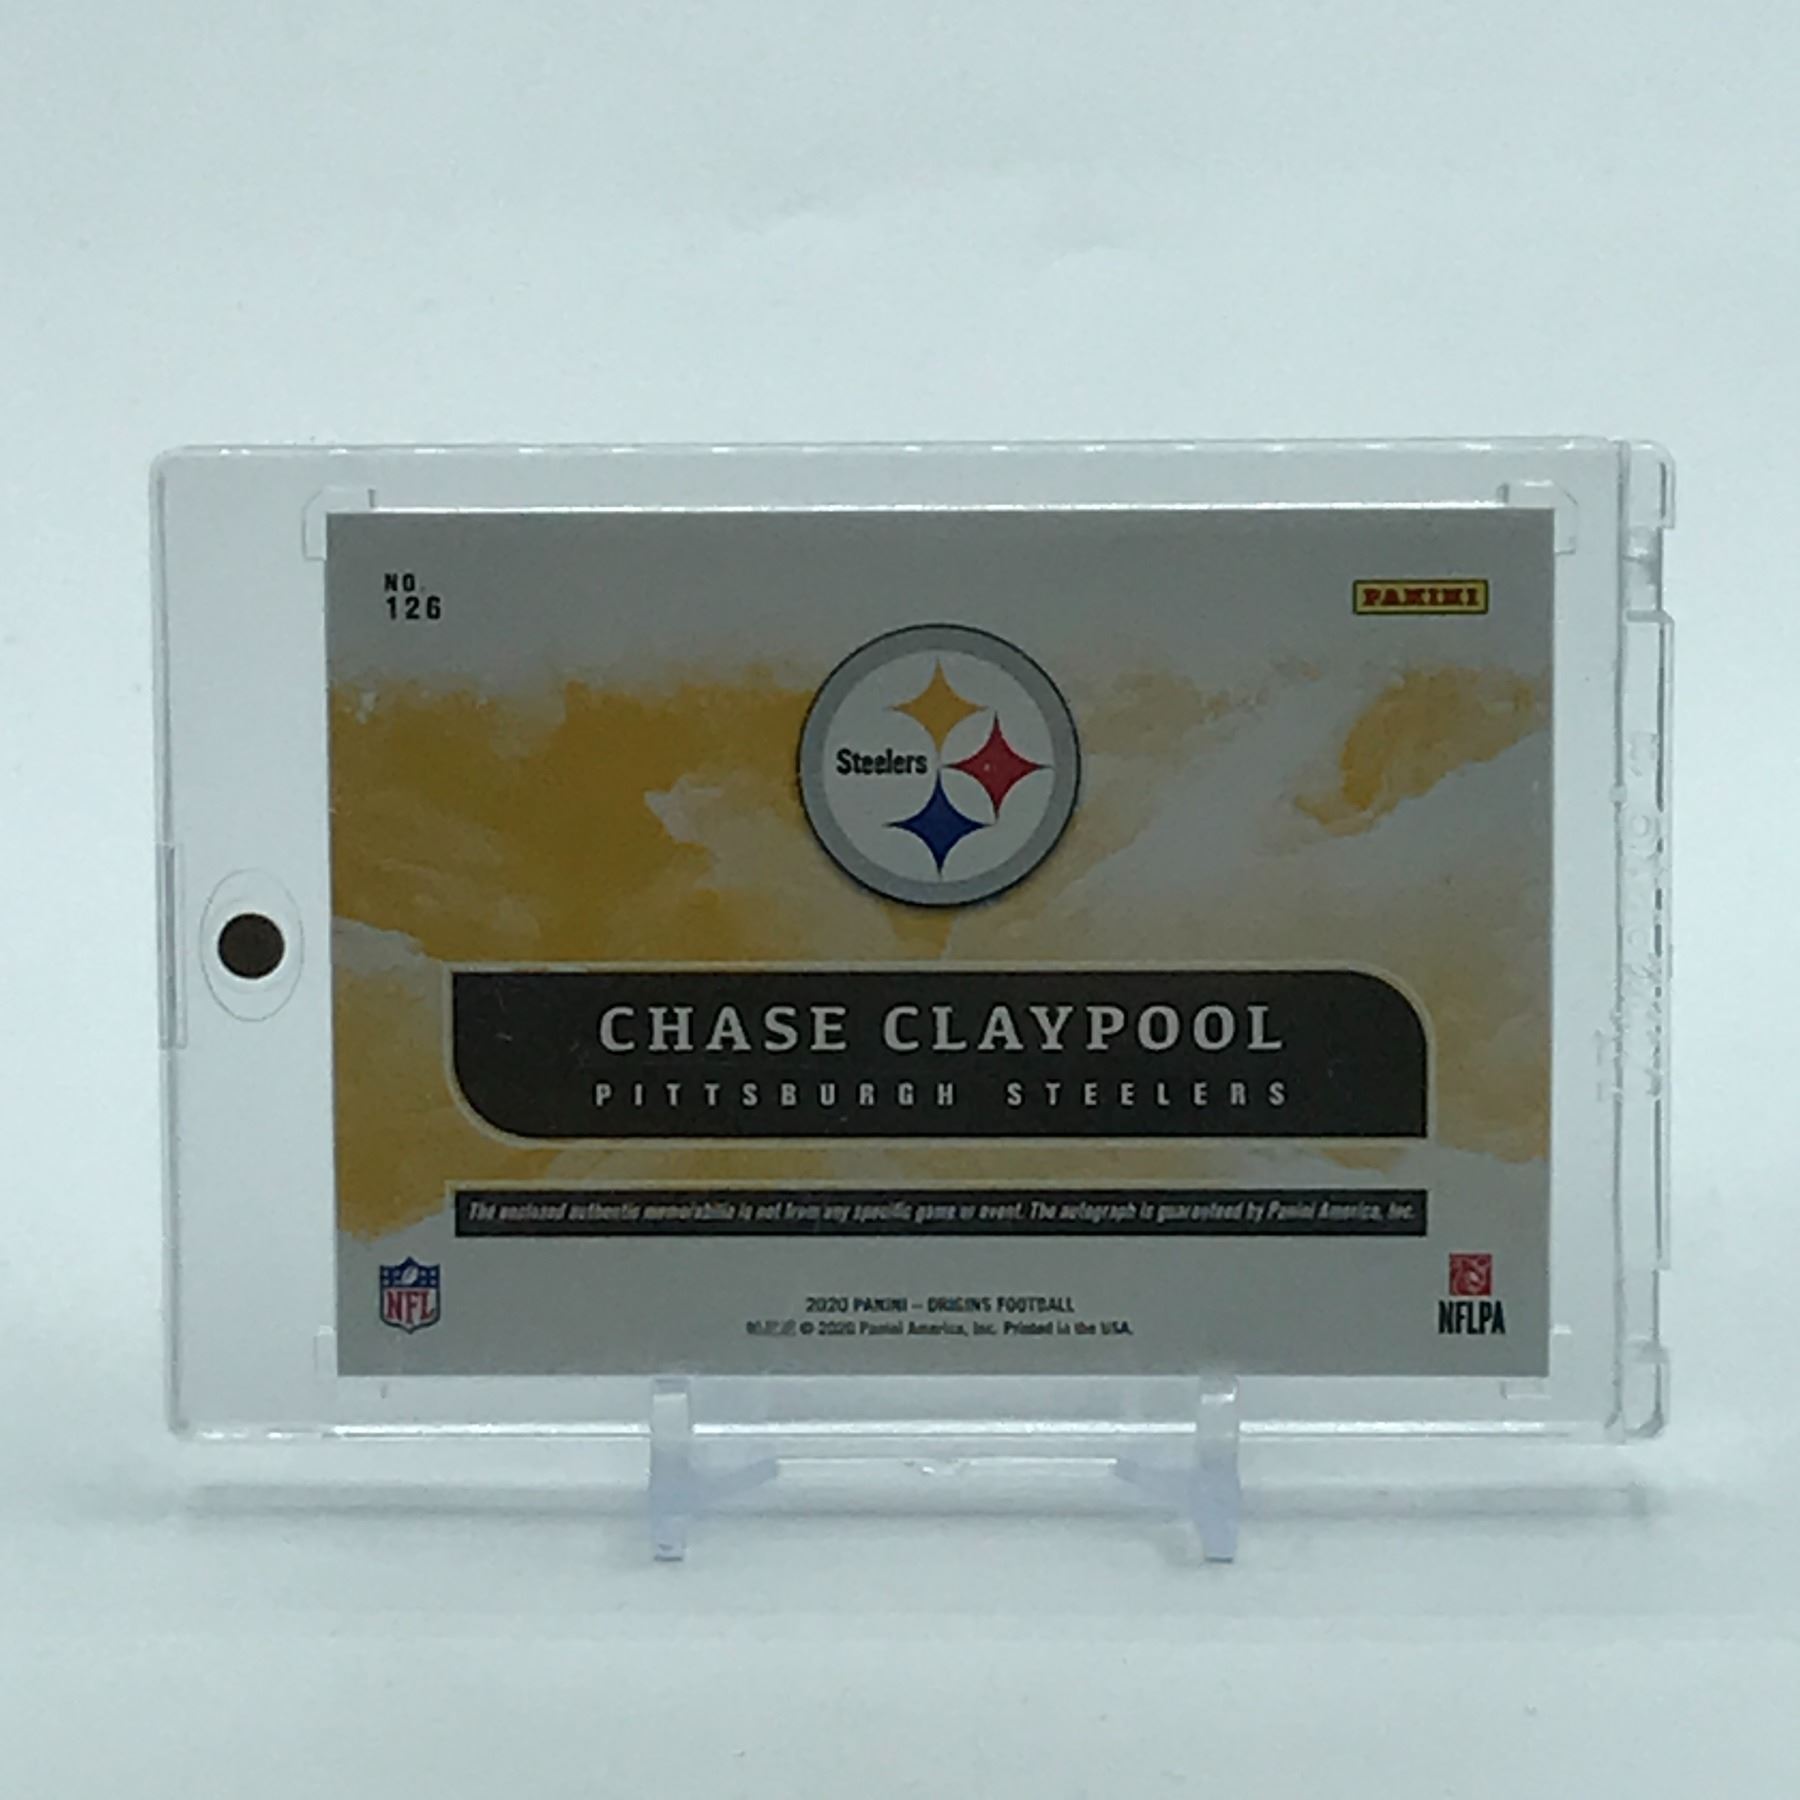 NO.
126
PANINI
Steelers
CHASE CLAYPOOL
PITTSBURGH STEELERS
The enclosed authentic memorabilia is not from any specific game or event. The autograph is guaranteed by Panini America, Inc.
NFL
2020 PANINI – ORIGINS FOOTBALL
© 2020 Panini America, Inc. Printed in the USA.
NFLPA